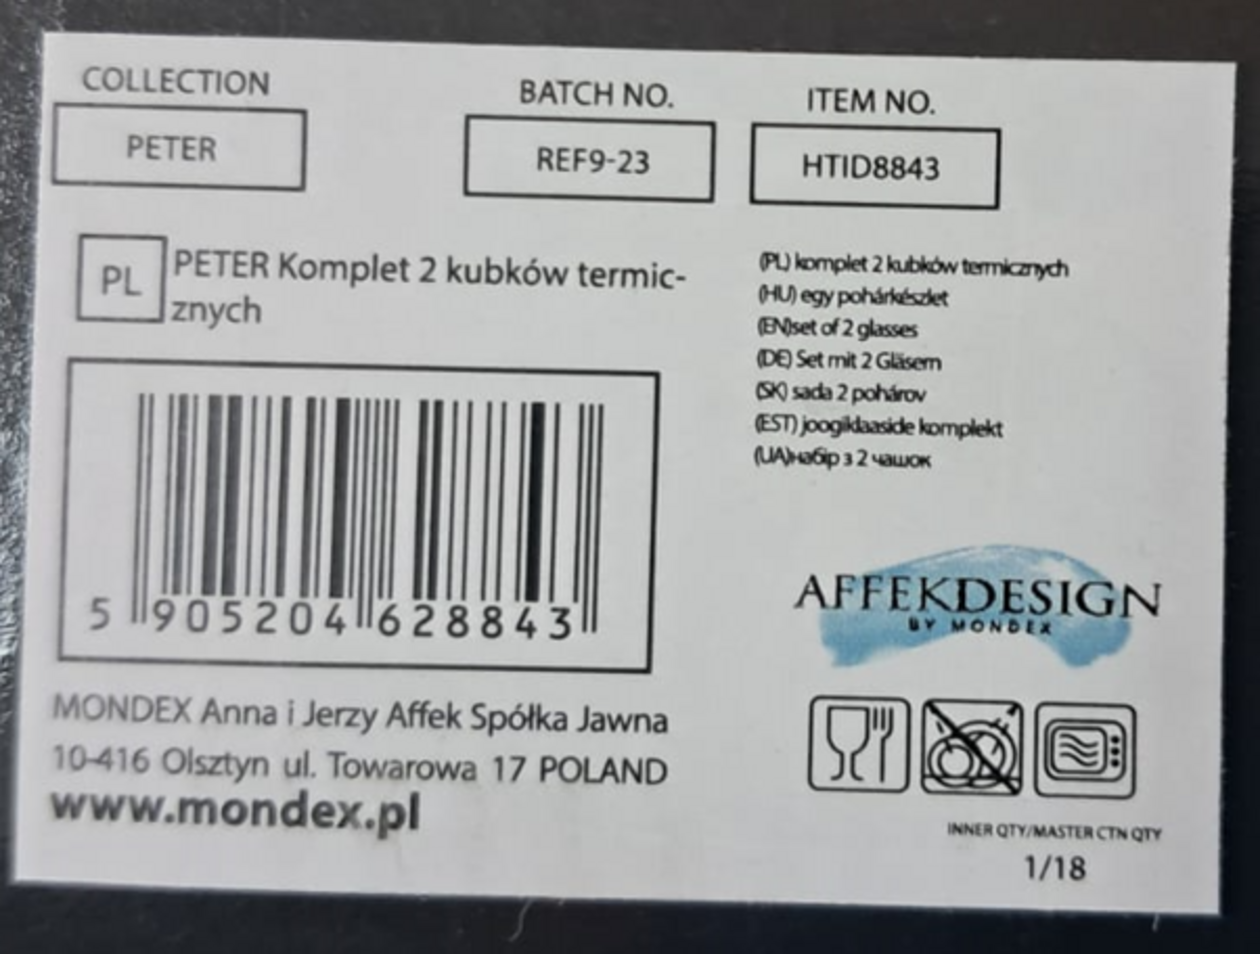 COLLECTION
PETER
BATCH NO.
REF9-23
ITEM NO.
HTID8843
PL
PETER Komplet 2 kubków termic-
znych
5 905204 628843
(PL) komplet 2 kubków termicznych
(HU) egy pohárkészlet
(EN)set of 2 glasses
(DE) Set mit 2 Gläsern
(SK) sada 2 pohárov
(EST) joogiklaaside komplekt
(UA)набір з 2 чашок
AFFEKDESIGN
BY MONDEX
MONDEX Anna i Jerzy Affek Spółka Jawna
10-416 Olsztyn ul. Towarowa 17 POLAND
www.mondex.pl
INNER QTY/MASTER CTN QTY
1/18